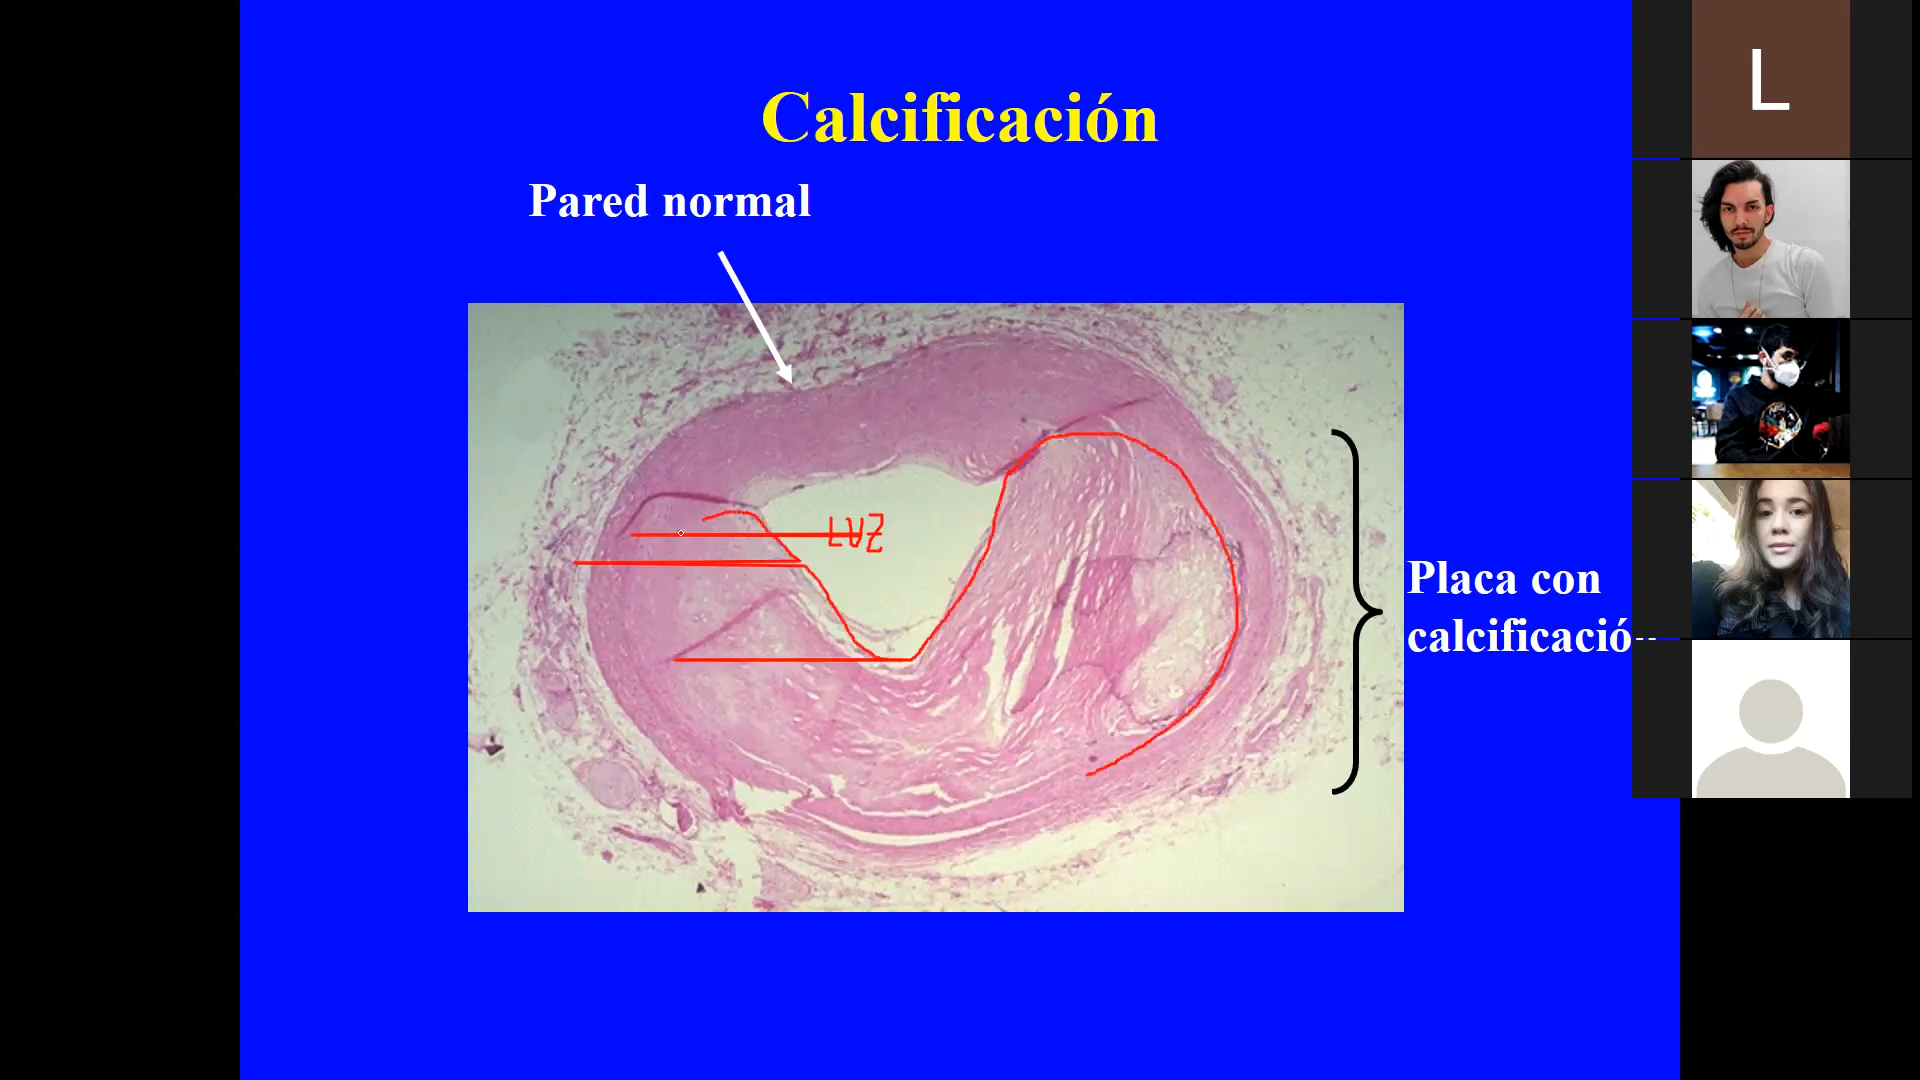 Calcificación
Pared normal
LUZ
Placa con
calcificació
L